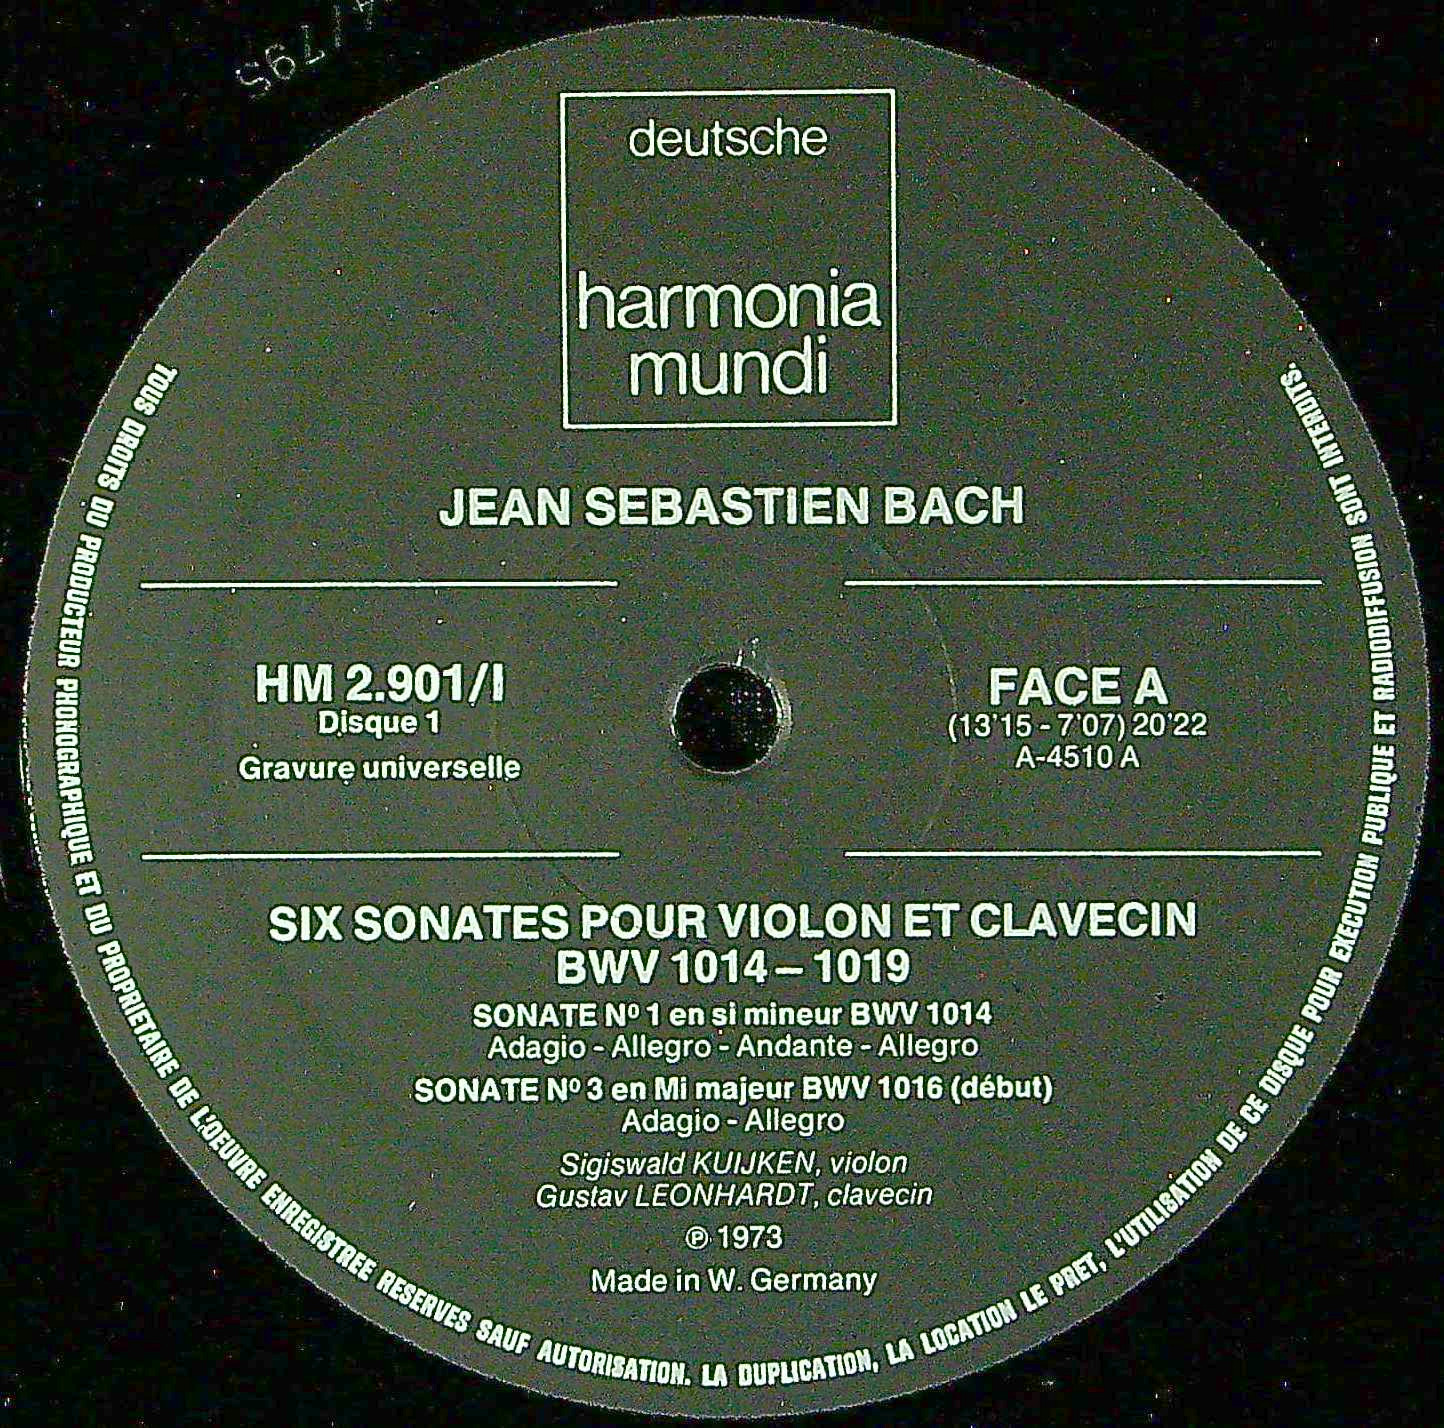 deutsche
harmonia
mundi
JEAN SEBASTIEN BACH
HM 2.901/I
Disque 1
Gravure universelle
FACE A
(13'15 - 7'07) 20'22
A-4510 A
SIX SONATES POUR VIOLON ET CLAVECIN
BWV 1014 – 1019
SONATE Nº 1 en si mineur BWV 1014
Adagio - Allegro - Andante - Allegro
SONATE Nº 3 en Mi majeur BWV 1016 (début)
Adagio - Allegro
Sigiswald KUIJKEN, violon
Gustav LEONHARDT, clavecin
℗ 1973
Made in W. Germany
TOUS DROITS DU PRODUCTEUR PHONOGRAPHIQUE ET DU PROPRIETAIRE DE L'OEUVRE ENREGISTREE RESERVES SAUF AUTORISATION. LA DUPLICATION, LA LOCATION LE PRET, L'UTILISATION DE CE DISQUE POUR EXECUTION PUBLIQUE ET RADIODIFFUSION SONT INTERDITS.